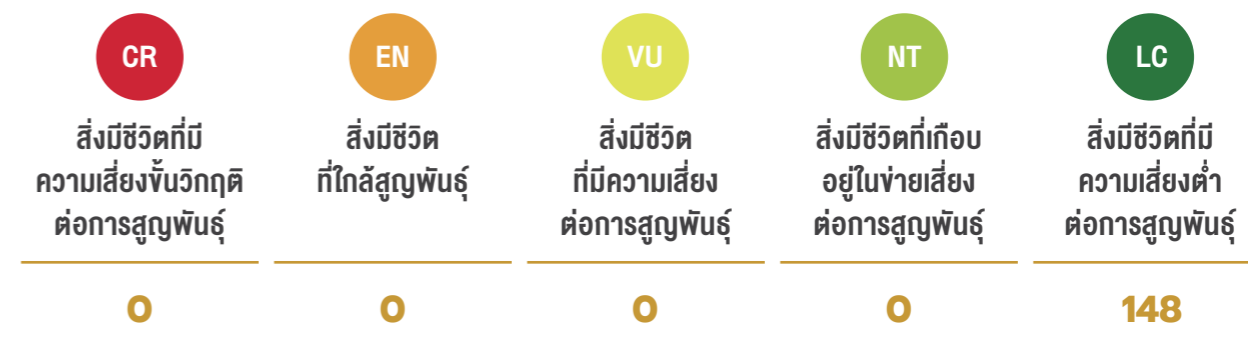 CR
สิ่งมีชีวิตที่มี
ความเสี่ยงขั้นวิกฤติ
ต่อการสูญพันธุ์
0
EN
สิ่งมีชีวิต
ที่ใกล้สูญพันธุ์
0
VU
สิ่งมีชีวิต
ที่มีความเสี่ยง
ต่อการสูญพันธุ์
0
NT
สิ่งมีชีวิตที่เกือบ
อยู่ในข่ายเสี่ยง
ต่อการสูญพันธุ์
0
LC
สิ่งมีชีวิตที่มี
ความเสี่ยงต่ำ
ต่อการสูญพันธุ์
148